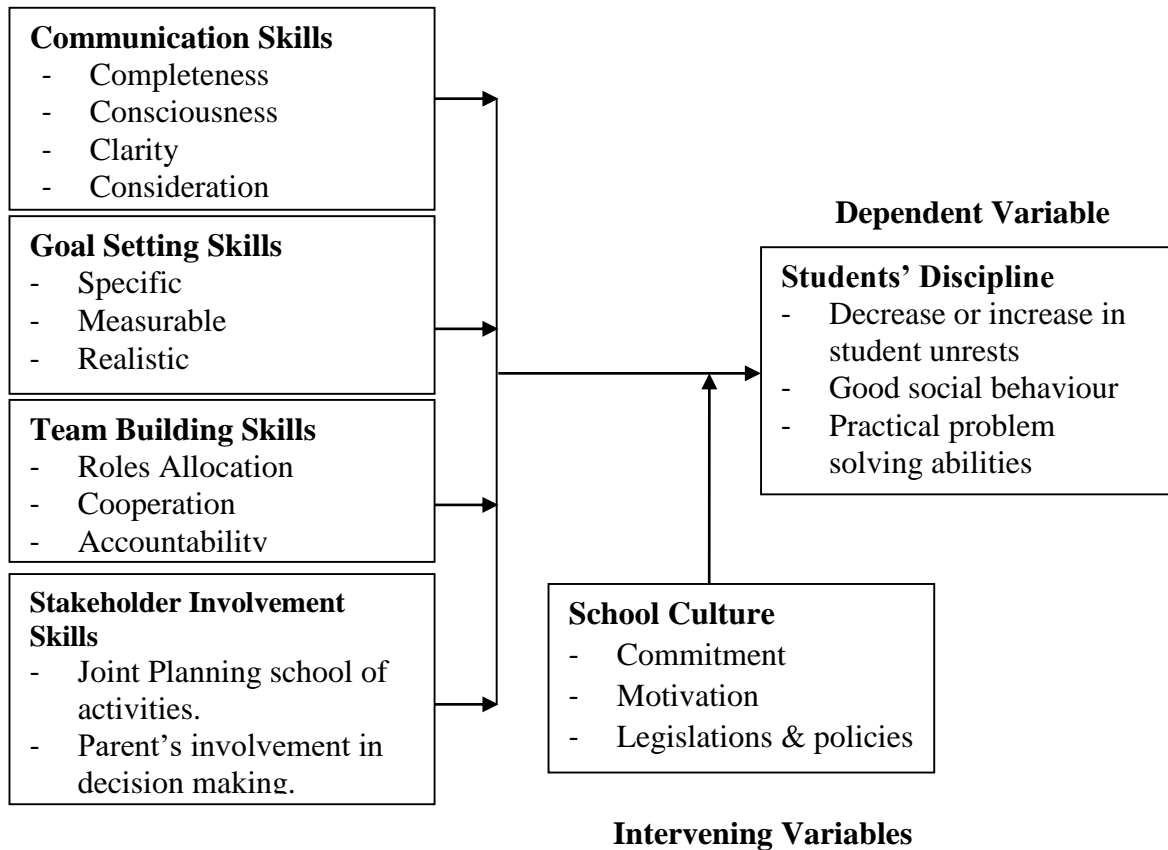 Communication Skills
- Completeness
- Consciousness
- Clarity
- Consideration
Goal Setting Skills
- Specific
- Measurable
- Realistic
Team Building Skills
- Roles Allocation
- Cooperation
- Accountability
Stakeholder Involvement
Skills
- Joint Planning school of
activities.
- Parent's involvement in
decision making.
Dependent Variable
Students' Discipline
- Decrease or increase in
student unrests
- Good social behaviour
- Practical problem
solving abilities
School Culture
- Commitment
- Motivation
- Legislations & policies
Intervening Variables